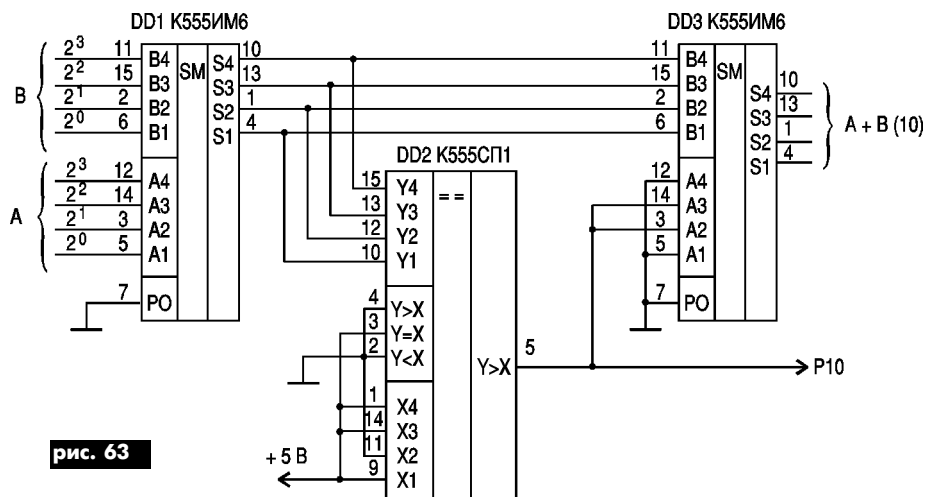 DD1 К555ИМ6
B
2³ 11 B4
2² 15 B3
2¹ 2 B2
2⁰ 6 B1
A
2³ 12 A4
2² 14 A3
2¹ 3 A2
2⁰ 5 A1
7 PO
SM
S4 10
S3 13
S2 1
S1 4
DD2 К555СП1
15 Y4
13 Y3
12 Y2
10 Y1
4 Y>X
3 Y=X
2 Y<X
1 X4
14 X3
11 X2
9 X1
= =
Y>X 5
+ 5 В
P10
DD3 К555ИМ6
11 B4
15 B3
2 B2
6 B1
12 A4
14 A3
3 A2
5 A1
7 PO
SM
S4 10
S3 13
S2 1
S1 4
A + B (10)
рис. 63